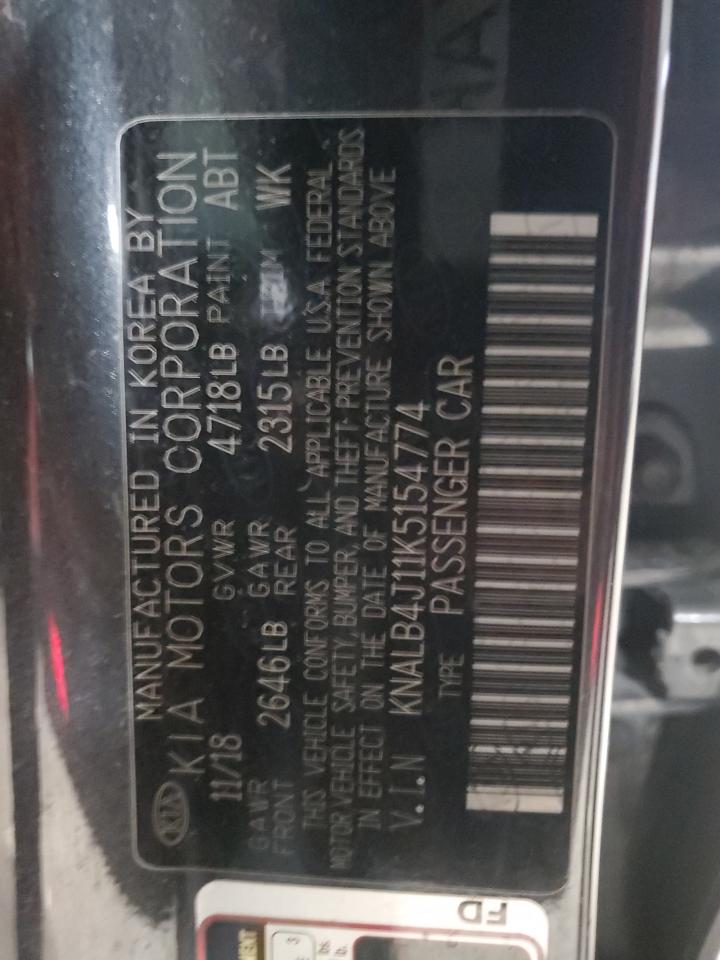 KIA
MANUFACTURED IN KOREA BY
KIA MOTORS CORPORATION
11/18 GVWR 4718LB PAINT ABT
GAWR FRONT 2646LB GAWR REAR 2315LB WK
THIS VEHICLE CONFORMS TO ALL APPLICABLE U.S.A FEDERAL
MOTOR VEHICLE SAFETY, BUMPER, AND THEFT PREVENTION STANDARDS
IN EFFECT ON THE DATE OF MANUFACTURE SHOWN ABOVE
V.I.N KNALB4J11K5154774
TYPE PASSENGER CAR
FD